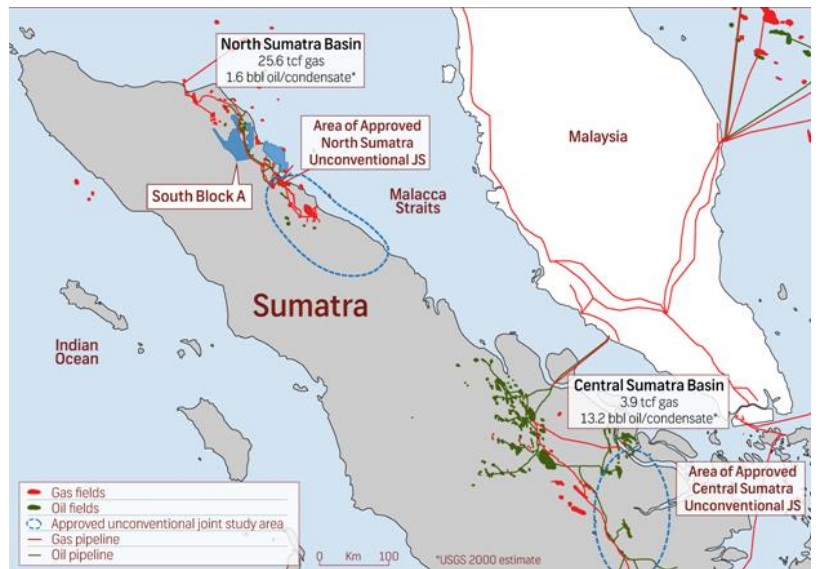 North Sumatra Basin
25.6 tcf gas
1.6 bbl oil/condensate*
Area of Approved
North Sumatra
Unconventional JS
Malaysia
South Block A
Malacca
Straits
Sumatra
Indian
Ocean
Central Sumatra Basin
3.9 tcf gas
13.2 bbl oil/condensate*
Area of Approved
Central Sumatra
Unconventional JS
Gas fields
Oil fields
Approved unconventional joint study area
Gas pipeline
Oil pipeline
0 Km 100
*USGS 2000 estimate